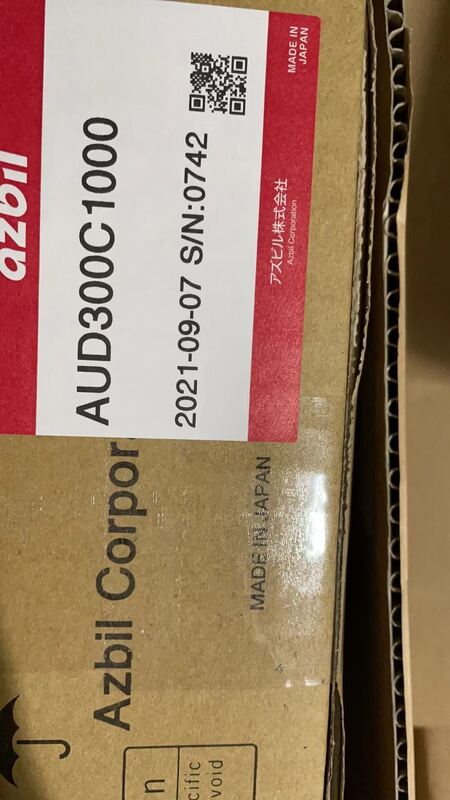 azbil
AUD300C1000
2021-09-07 S/N:0742
アズビル株式会社
Azbil Corporation
MADE IN
JAPAN
Azbil Corpor
MADE IN JAPAN
n
cific
void